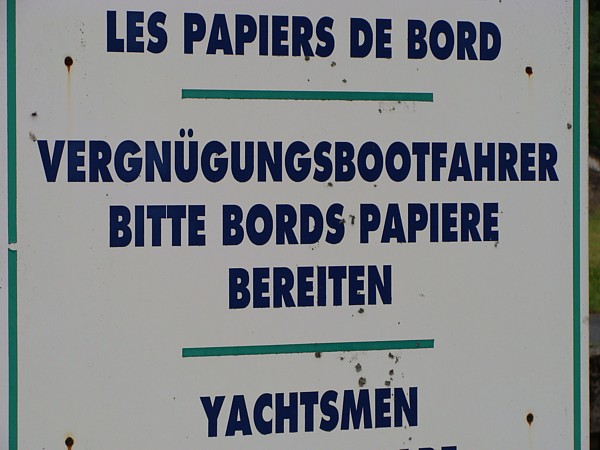 LES PAPIERS DE BORD
VERGNÜGUNGSBOOTFAHRER
BITTE BORDS PAPIERE
BEREITEN
YACHTSMEN